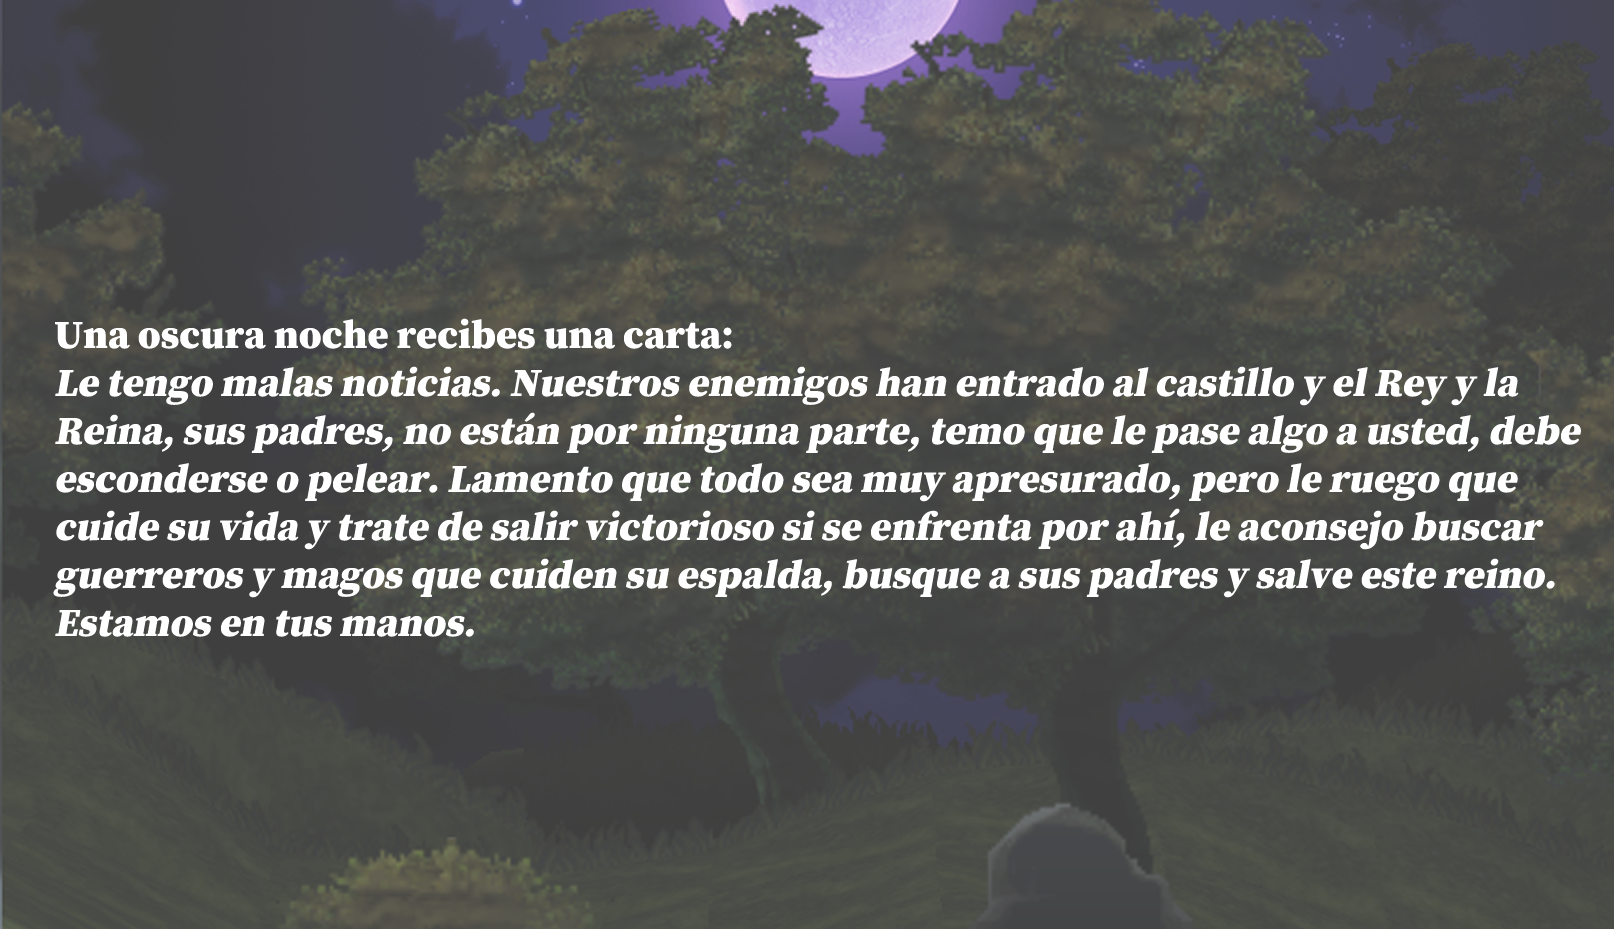 Una oscura noche recibes una carta:
Le tengo malas noticias. Nuestros enemigos han entrado al castillo y el Rey y la
Reina, sus padres, no están por ninguna parte, temo que le pase algo a usted, debe
esconderse o pelear. Lamento que todo sea muy apresurado, pero le ruego que
cuide su vida y trate de salir victorioso si se enfrenta por ahí, le aconsejo buscar
guerreros y magos que cuiden su espalda, busque a sus padres y salve este reino.
Estamos en tus manos.